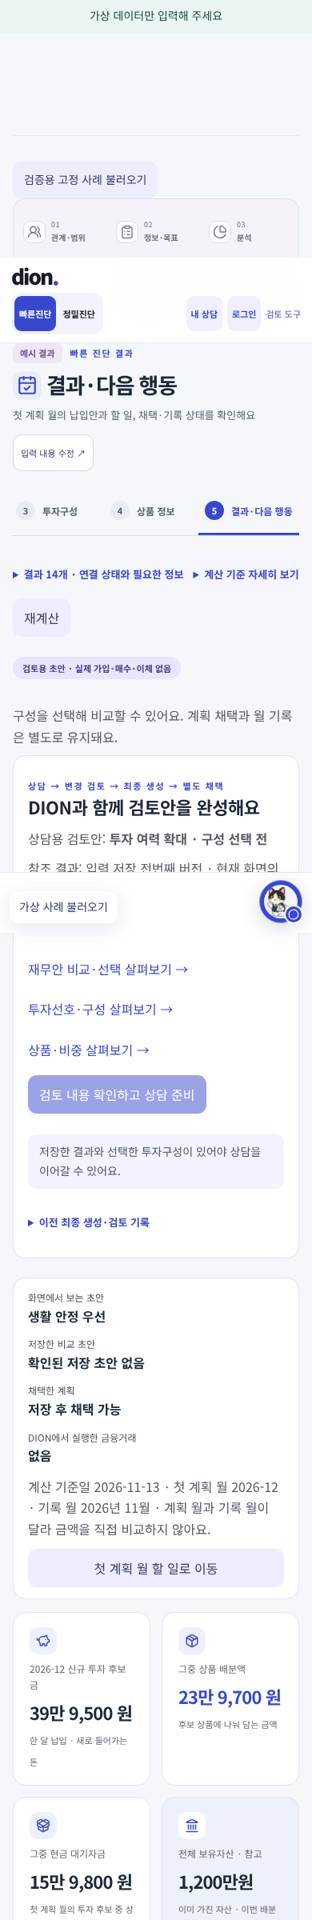 가상 데이터만 입력해 주세요
검증용 고정 사례 불러오기
01
관계·범위
02
정보·목표
03
분석
dion.
빠른진단
정밀진단
내 상담
로그인
검토 도구
예시 결과
빠른 진단 결과
결과·다음 행동
첫 계획 월의 납입안과 할 일, 채택·기록 상태를 확인해요
입력 내용 수정 ↗
3 투자구성
4 상품 정보
5 결과·다음 행동
▶ 결과 14개 · 연결 상태와 필요한 정보
▶ 계산 기준 자세히 보기
재계산
검토용 초안 · 실제 가입·매수·이체 없음
구성을 선택해 비교할 수 있어요. 계획 채택과 월 기록
은 별도로 유지돼요.
상담 → 변경 검토 → 최종 생성 → 별도 채택
DION과 함께 검토안을 완성해요
상담용 검토안: 투자 여력 확대 · 구성 선택 전
참조 결과: 입력 저장 전번째 버전 · 현재 화면의
가상 사례 불러오기
재무안 비교·선택 살펴보기 →
투자선호·구성 살펴보기 →
상품·비중 살펴보기 →
검토 내용 확인하고 상담 준비
저장한 결과와 선택한 투자구성이 있어야 상담을
이어갈 수 있어요.
▶ 이전 최종 생성·검토 기록
화면에서 보는 초안
생활 안정 우선
저장한 비교 초안
확인된 저장 초안 없음
채택한 계획
저장 후 채택 가능
DION에서 실행한 금융거래
없음
계산 기준일 2026-11-13 · 첫 계획 월 2026-12
· 기록 월 2026년 11월 · 계획 월과 기록 월이
달라 금액을 직접 비교하지 않아요.
첫 계획 월 할 일로 이동
2026-12 신규 투자 후보
금
39만 9,500 원
한 달 납입 · 새로 들어가는
돈
그중 상품 배분액
23만 9,700 원
후보 상품에 나눠 담는 금액
그중 현금 대기자금
15만 9,800 원
첫 계획 월의 투자 후보 중 상
전체 보유자산 · 참고
1,200만원
이미 가진 자산 · 이번 배분